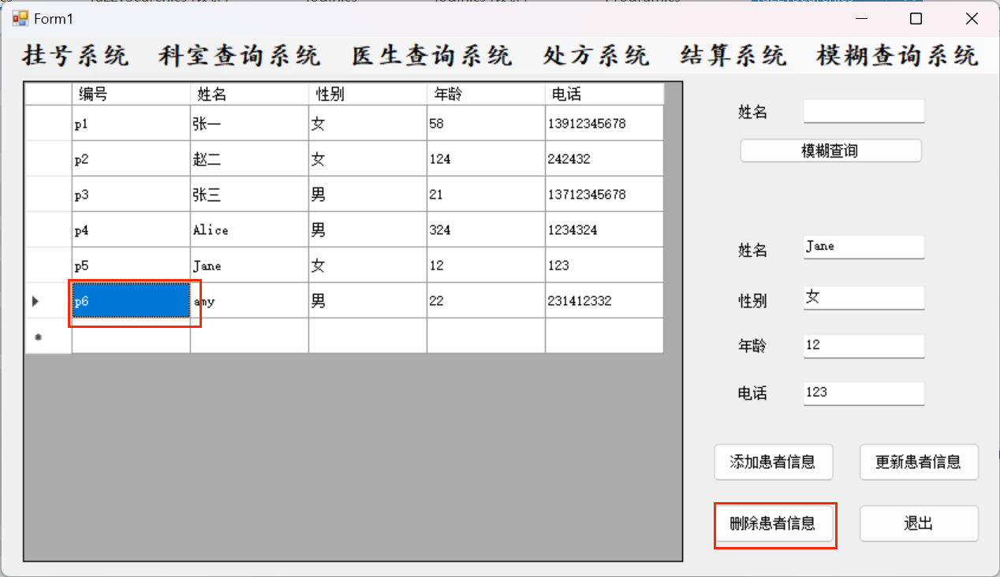 Form1
挂号系统 科室查询系统 医生查询系统 处方系统 结算系统 模糊查询系统
编号 姓名 性别 年龄 电话
p1 张一 女 58 13912345678
p2 赵二 女 124 242432
p3 张三 男 21 13712345678
p4 Alice 男 324 1234324
p5 Jane 女 12 123
p6 amy 男 22 231412332
姓名
模糊查询
姓名 Jane
性别 女
年龄 12
电话 123
添加患者信息 更新患者信息
删除患者信息 退出